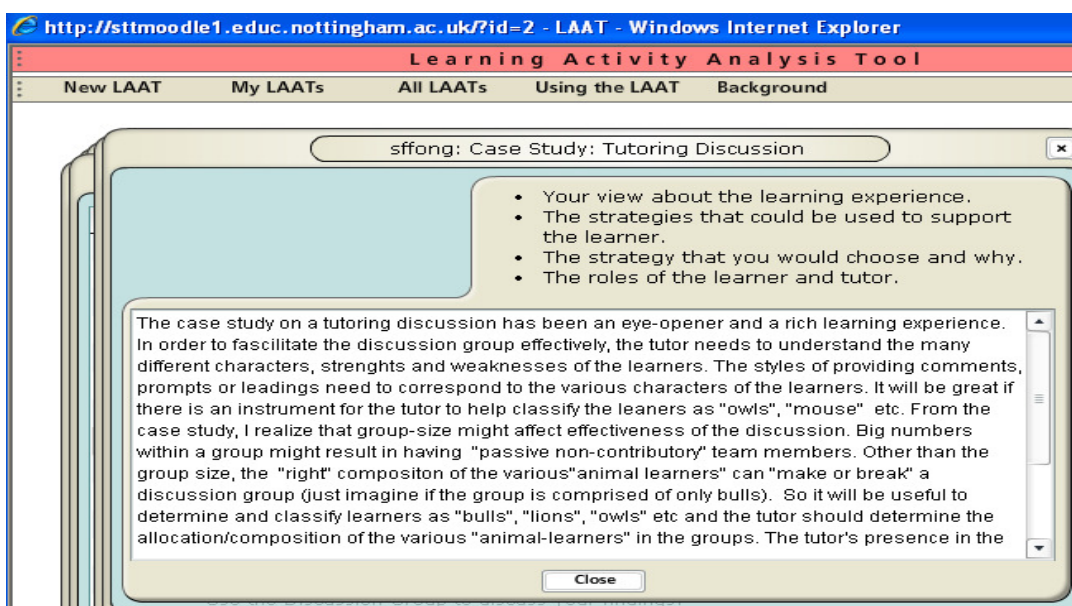 http://sttmoodle1.educ.nottingham.ac.uk/?id=2 - LAAT - Windows Internet Explorer
Learning Activity Analysis Tool
New LAAT My LAATs All LAATs Using the LAAT Background
sffong: Case Study: Tutoring Discussion
• Your view about the learning experience.
• The strategies that could be used to support
the learner.
• The strategy that you would choose and why.
• The roles of the learner and tutor.
The case study on a tutoring discussion has been an eye-opener and a rich learning experience.
In order to fascilitate the discussion group effectively, the tutor needs to understand the many
different characters, strenghts and weaknesses of the learners. The styles of providing comments,
prompts or leadings need to correspond to the various characters of the learners. It will be great if
there is an instrument for the tutor to help classify the leaners as "owls", "mouse" etc. From the
case study, I realize that group-size might affect effectiveness of the discussion. Big numbers
within a group might result in having "passive non-contributory" team members. Other than the
group size, the "right" compositon of the various"animal learners" can "make or break" a
discussion group (just imagine if the group is comprised of only bulls). So it will be useful to
determine and classify learners as "bulls", "lions", "owls" etc and the tutor should determine the
allocation/composition of the various "animal-learners" in the groups. The tutor's presence in the
Close